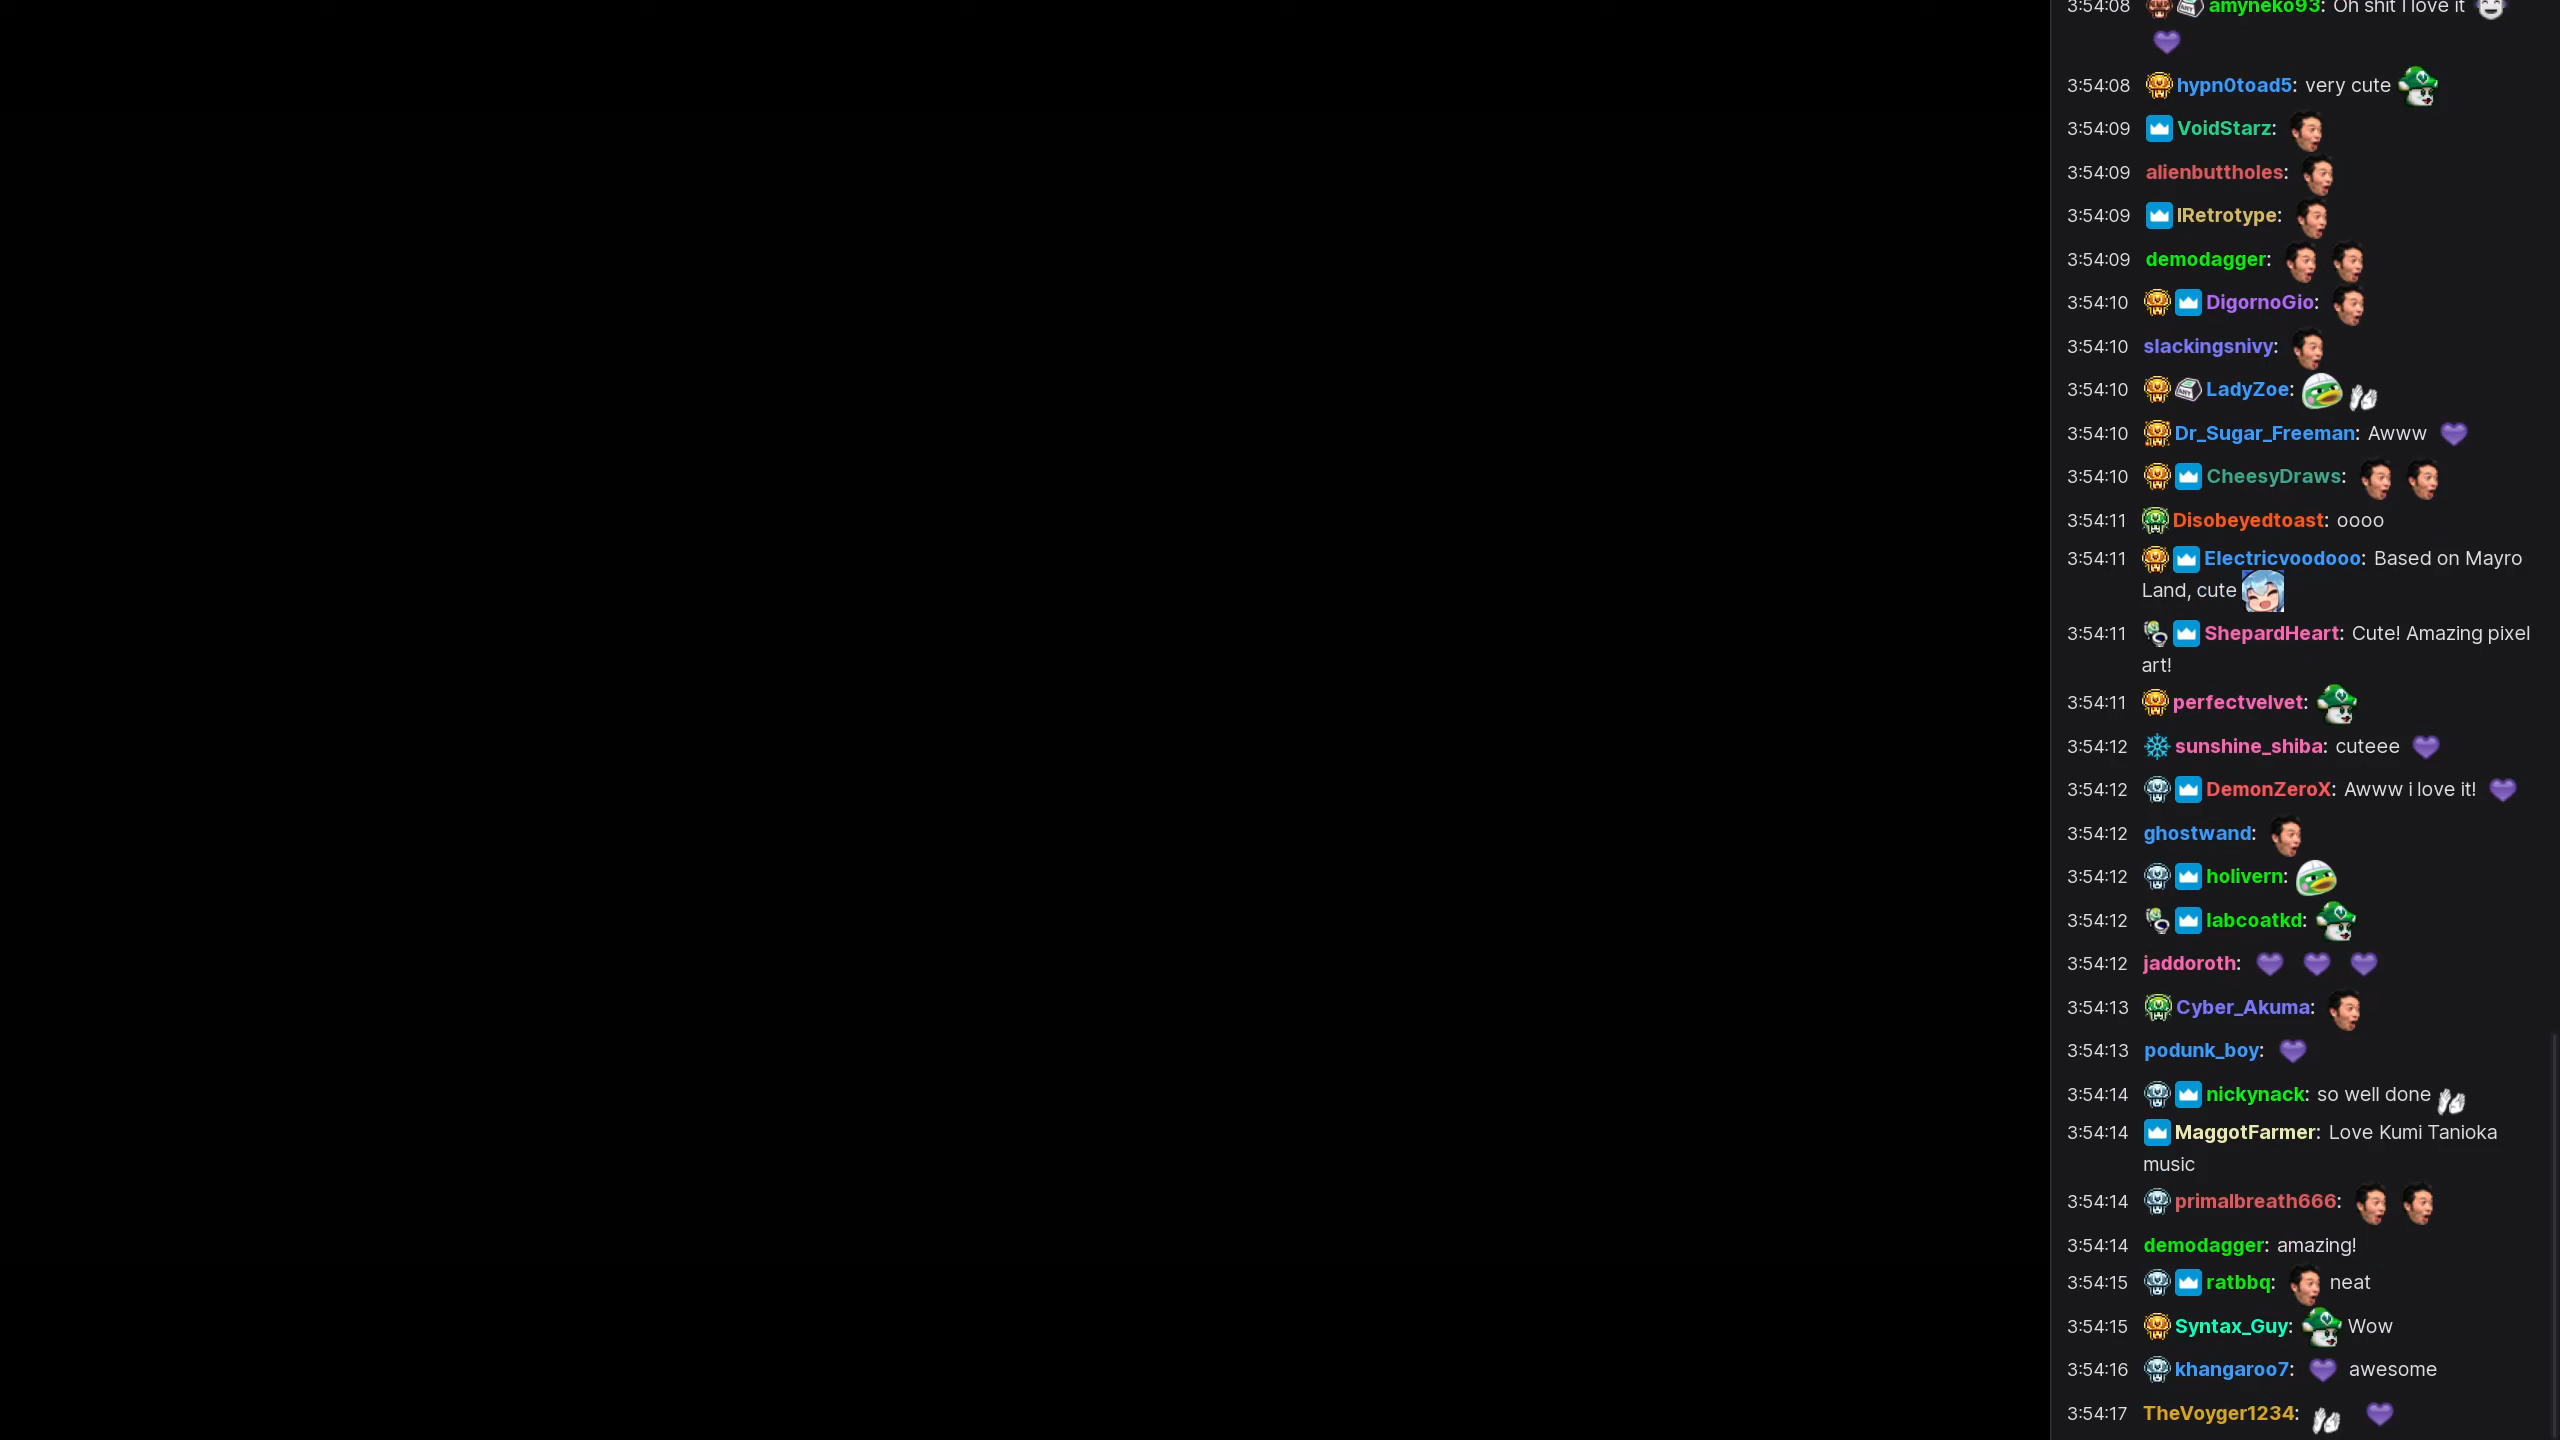 3:54:08 amyneko93: Oh shit I love it
3:54:08 hypn0toad5: very cute
3:54:09 VoidStarz:
3:54:09 alienbuttholes:
3:54:09 IRetrotype:
3:54:09 demodagger:
3:54:10 DigornoGio:
3:54:10 slackingsnivy:
3:54:10 LadyZoe:
3:54:10 Dr_Sugar_Freeman: Awww
3:54:10 CheesyDraws:
3:54:11 Disobeyedtoast: oooo
3:54:11 Electricvoodooo: Based on Mayro
Land, cute
3:54:11 ShepardHeart: Cute! Amazing pixel
art!
3:54:11 perfectvelvet:
3:54:12 sunshine_shiba: cuteee
3:54:12 DemonZeroX: Awww i love it!
3:54:12 ghostwand:
3:54:12 holivern:
3:54:12 labcoatkd:
3:54:12 jaddoroth:
3:54:13 Cyber_Akuma:
3:54:13 podunk_boy:
3:54:14 nickynack: so well done
3:54:14 MaggotFarmer: Love Kumi Tanioka
music
3:54:14 primalbreath666:
3:54:14 demodagger: amazing!
3:54:15 ratbbq: neat
3:54:15 Syntax_Guy: Wow
3:54:16 khangaroo7: awesome
3:54:17 TheVoyger1234: